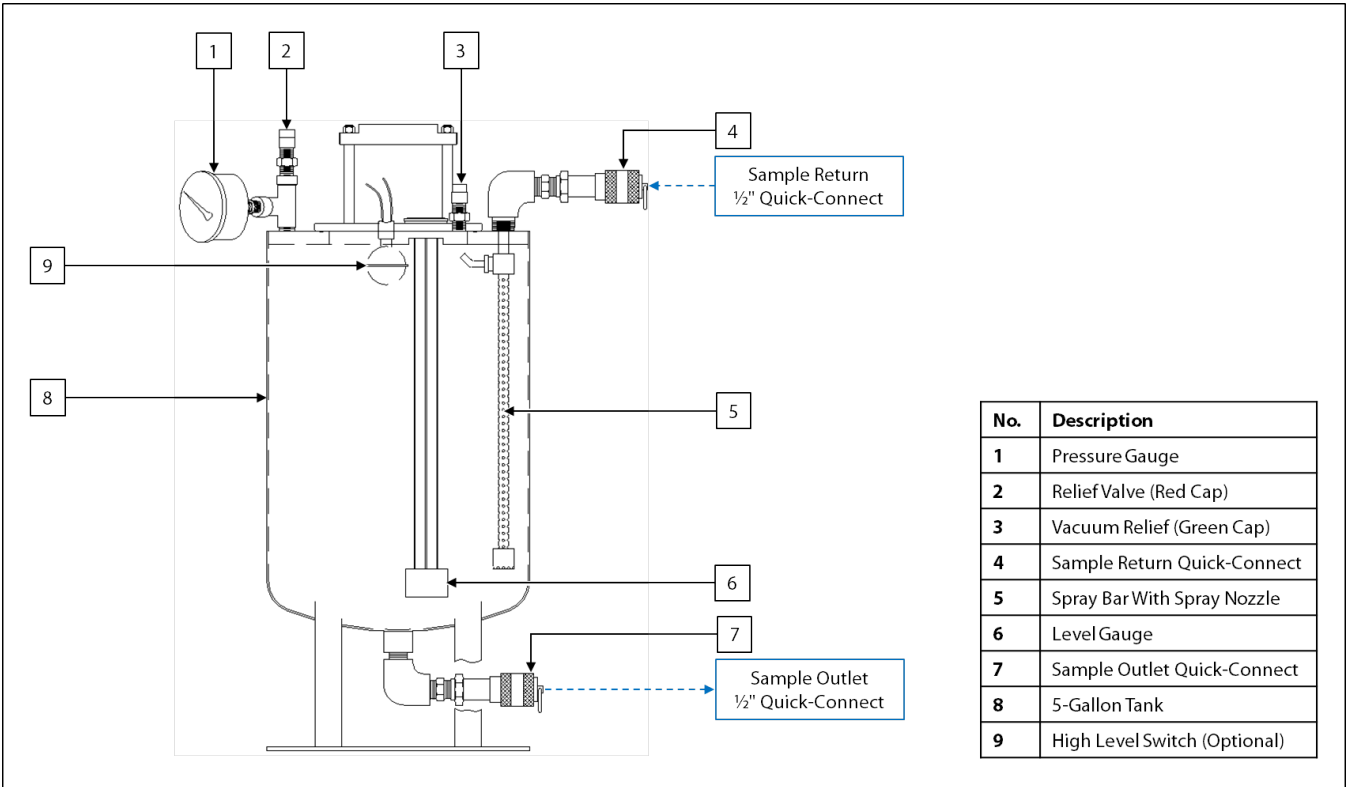 1
2
3
4
Sample Return
½" Quick-Connect
9
8
5
6
7
Sample Outlet
½" Quick-Connect
No. Description
1 Pressure Gauge
2 Relief Valve (Red Cap)
3 Vacuum Relief (Green Cap)
4 Sample Return Quick-Connect
5 Spray Bar With Spray Nozzle
6 Level Gauge
7 Sample Outlet Quick-Connect
8 5-Gallon Tank
9 High Level Switch (Optional)